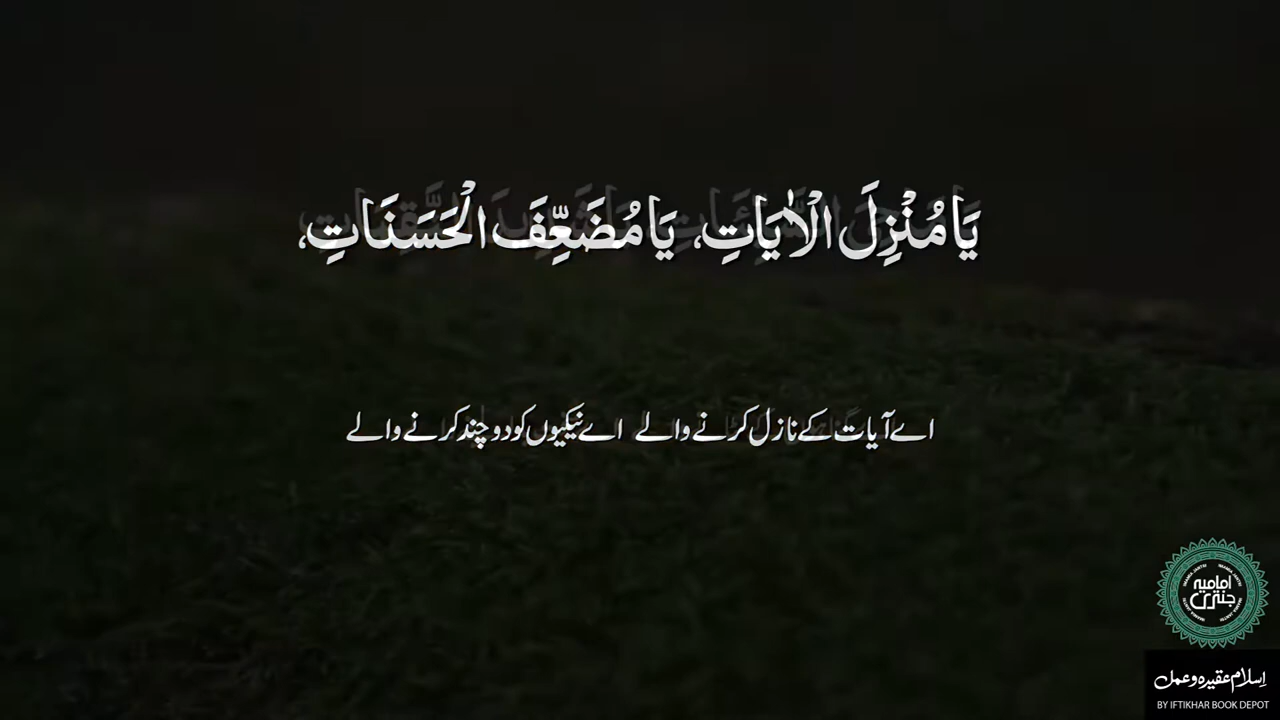 يَا مُنْزِلَ الْاٰيَاتِ، يَا مُضَعِّفَ الْحَسَنَاتِ،
اے آیات کے نازل کرنے والے اے نیکیوں کو دو چند کرنے والے
امامیہ
جنتری
اسلام عقیدہ و عمل
BY IFTIKHAR BOOK DEPOT